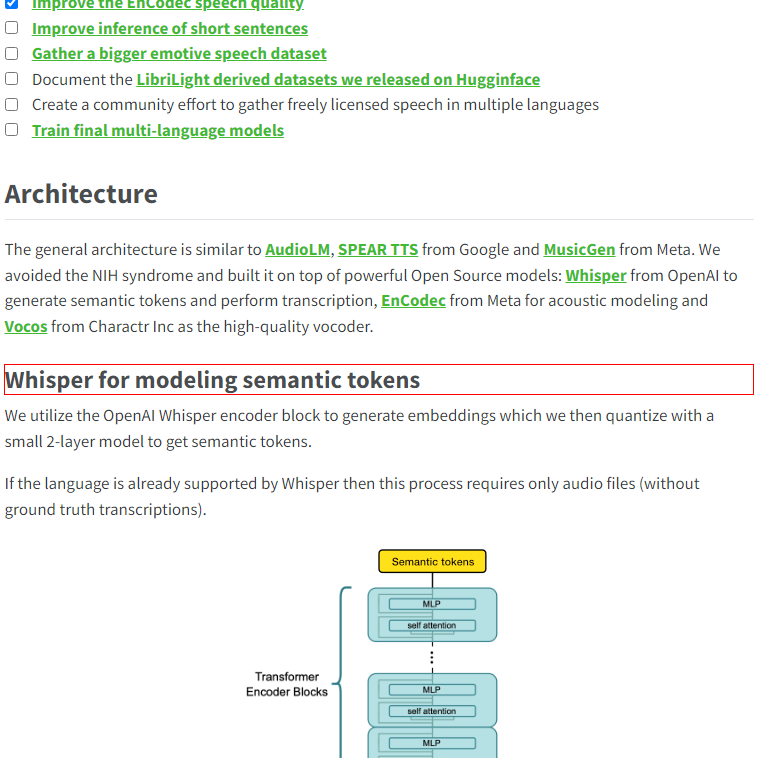 Improve the EnCodec speech quality
Improve inference of short sentences
Gather a bigger emotive speech dataset
Document the LibriLight derived datasets we released on Hugginface
Create a community effort to gather freely licensed speech in multiple languages
Train final multi-language models
Architecture
The general architecture is similar to AudioLM, SPEAR TTS from Google and MusicGen from Meta. We
avoided the NIH syndrome and built it on top of powerful Open Source models: Whisper from OpenAI to
generate semantic tokens and perform transcription, EnCodec from Meta for acoustic modeling and
Vocos from Charactr Inc as the high-quality vocoder.
Whisper for modeling semantic tokens
We utilize the OpenAI Whisper encoder block to generate embeddings which we then quantize with a
small 2-layer model to get semantic tokens.
If the language is already supported by Whisper then this process requires only audio files (without
ground truth transcriptions).
Semantic tokens
MLP
self attention
Transformer
Encoder Blocks
MLP
self attention
MLP